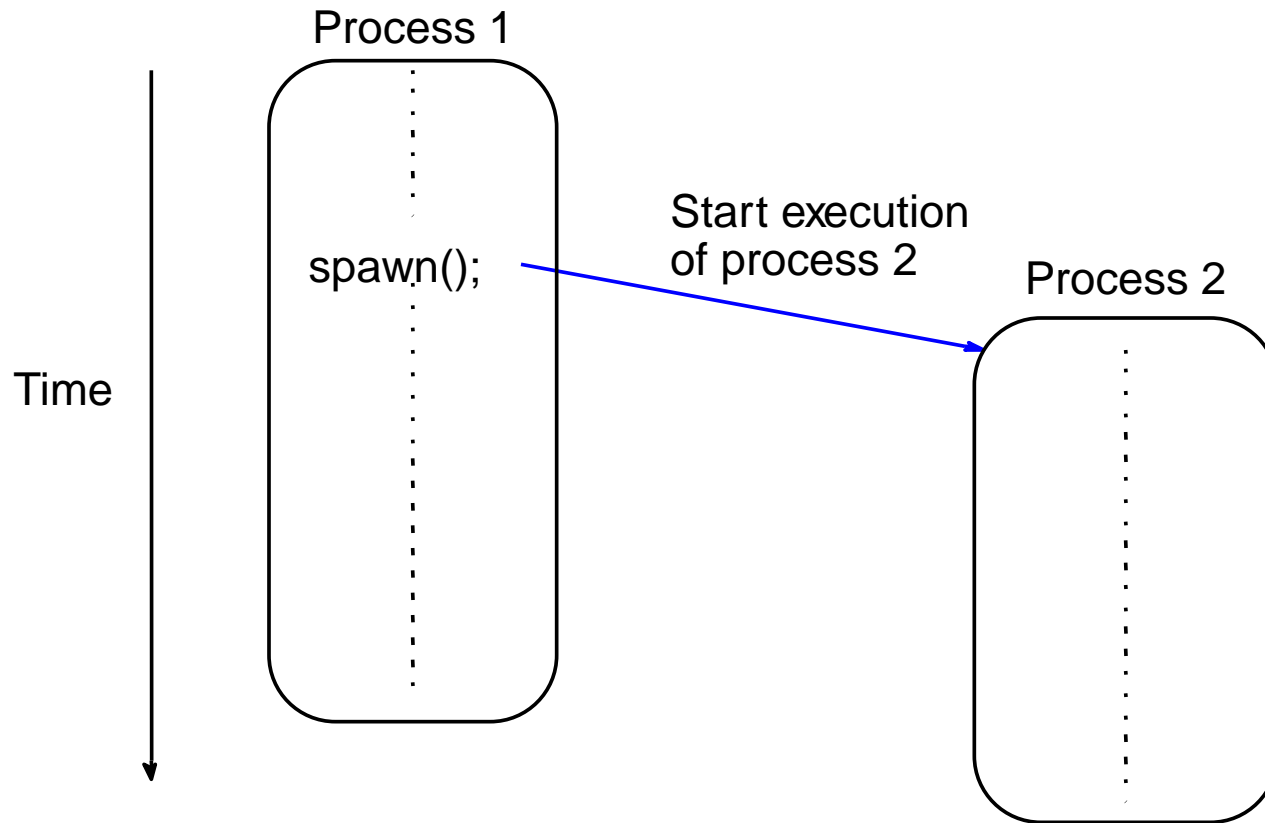 Process 1
Start execution
of process 2
spawn();
Process 2
Time